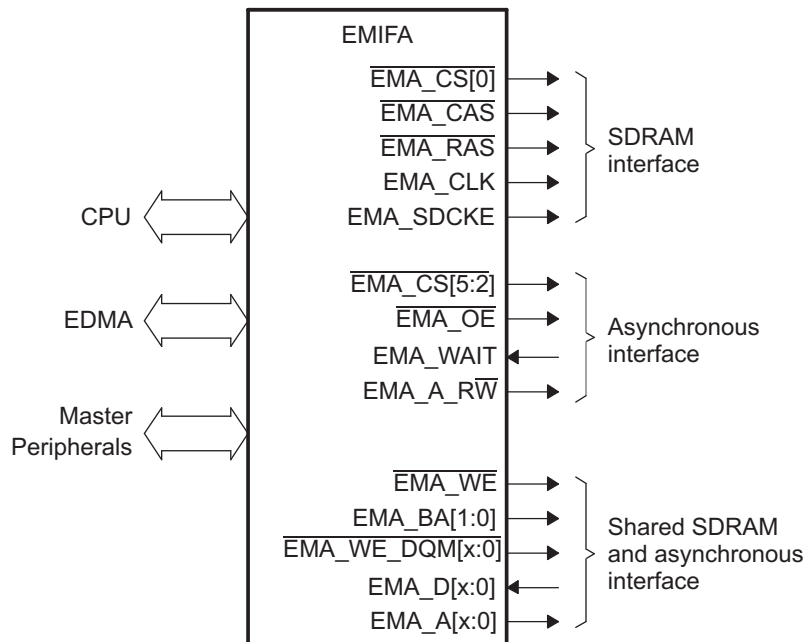 EMIFA
EMA_CS[0]
EMA_CAS
EMA_RAS
EMA_CLK
EMA_SDCKE
SDRAM
interface
CPU
EMA_CS[5:2]
EMA_OE
EMA_WAIT
EMA_A_RW
Asynchronous
interface
EDMA
Master
Peripherals
EMA_WE
EMA_BA[1:0]
EMA_WE_DQM[x:0]
EMA_D[x:0]
EMA_A[x:0]
Shared SDRAM
and asynchronous
interface